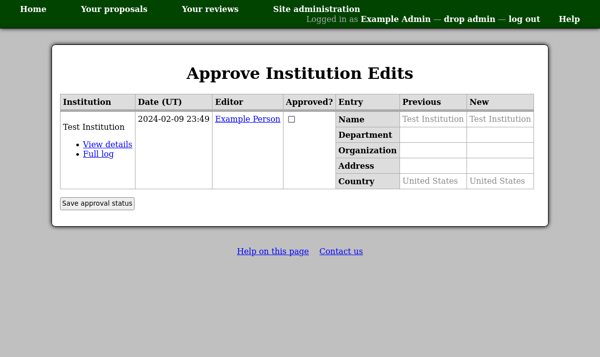 Home Your proposals Your reviews Site administration
Logged in as Example Admin — drop admin — log out Help
Approve Institution Edits
Institution Date (UT) Editor Approved? Entry Previous New
Test Institution
• View details
• Full log
2024-02-09 23:49 Example Person
Name Test Institution Test Institution
Department
Organization
Address
Country United States United States
Save approval status
Help on this page Contact us